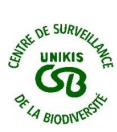 CENTRE DE SURVEILLANCE
UNIKIS
CSB
DE LA BIODIVERSITÉ